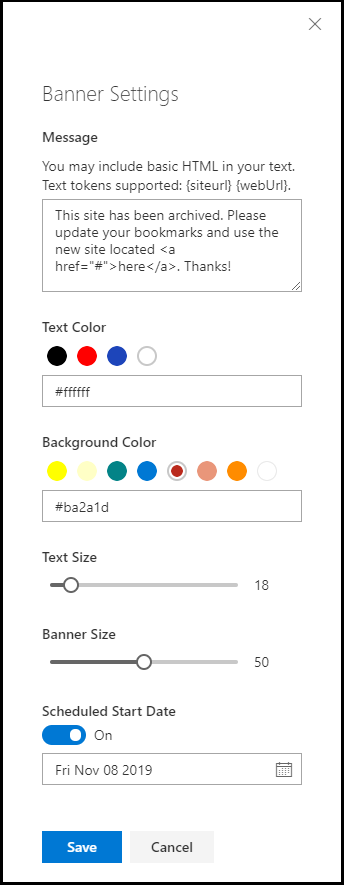 Banner Settings
Message
You may include basic HTML in your text.
Text tokens supported: {siteurl} {webUrl}.
This site has been archived. Please
update your bookmarks and use the
new site located <a
href="#">here</a>. Thanks!
Text Color
#ffffff
Background Color
#ba2a1d
Text Size
18
Banner Size
50
Scheduled Start Date
On
Fri Nov 08 2019
Save Cancel